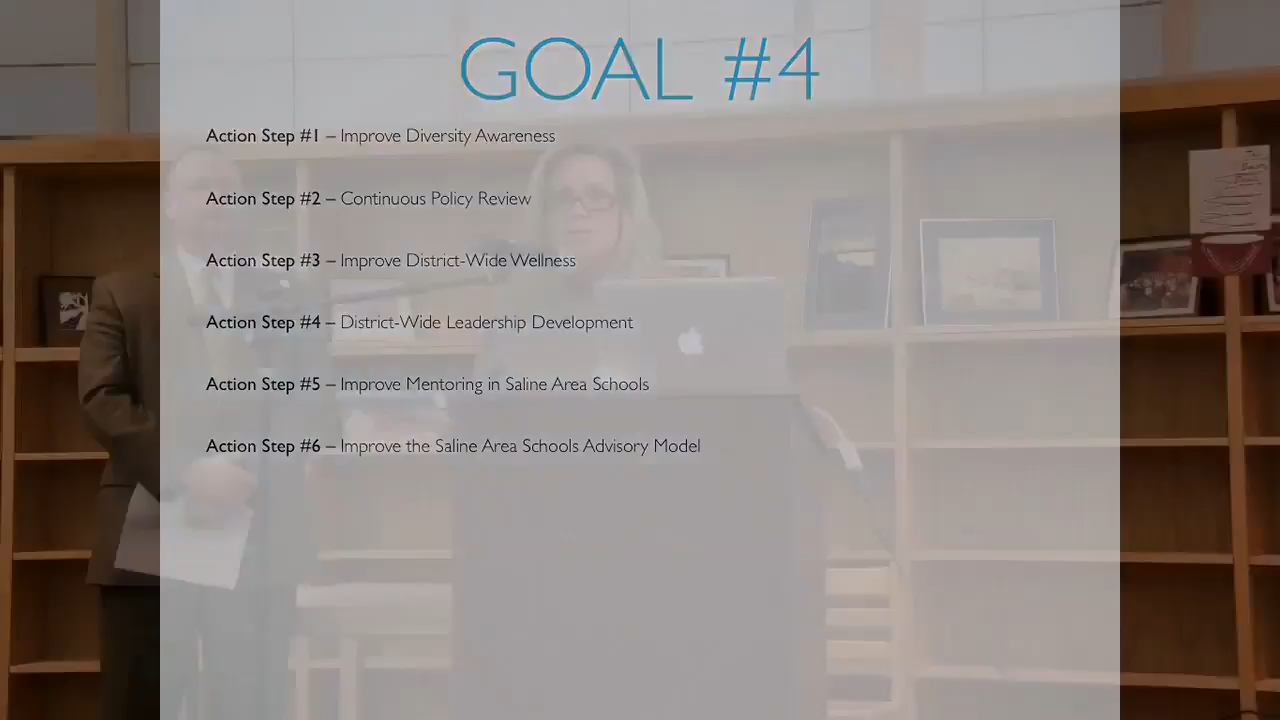 GOAL #4
Action Step #1 – Improve Diversity Awareness
Action Step #2 – Continuous Policy Review
Action Step #3 – Improve District-Wide Wellness
Action Step #4 – District-Wide Leadership Development
Action Step #5 – Improve Mentoring in Saline Area Schools
Action Step #6 – Improve the Saline Area Schools Advisory Model